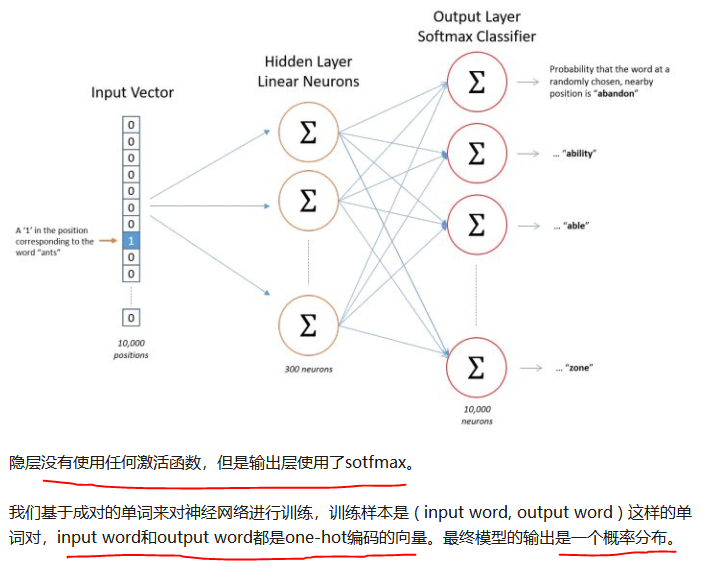 Output Layer
Softmax Classifier
Hidden Layer
Linear Neurons
Input Vector
Probability that the word at a
randomly chosen, nearby
position is “abandon”
0
0
0
0
0
0
0
1
0
0
0
A ‘1’ in the position
corresponding to the
word “ants”
Σ
Σ
Σ
Σ
Σ
Σ
Σ
... “ability”
... “able”
... “zone”
10,000
positions
300 neurons
10,000
neurons
隐层没有使用任何激活函数，但是输出层使用了sotfmax。
我们基于成对的单词来对神经网络进行训练，训练样本是 ( input word, output word ) 这样的单
词对，input word和output word都是one-hot编码的向量。最终模型的输出是一个概率分布。